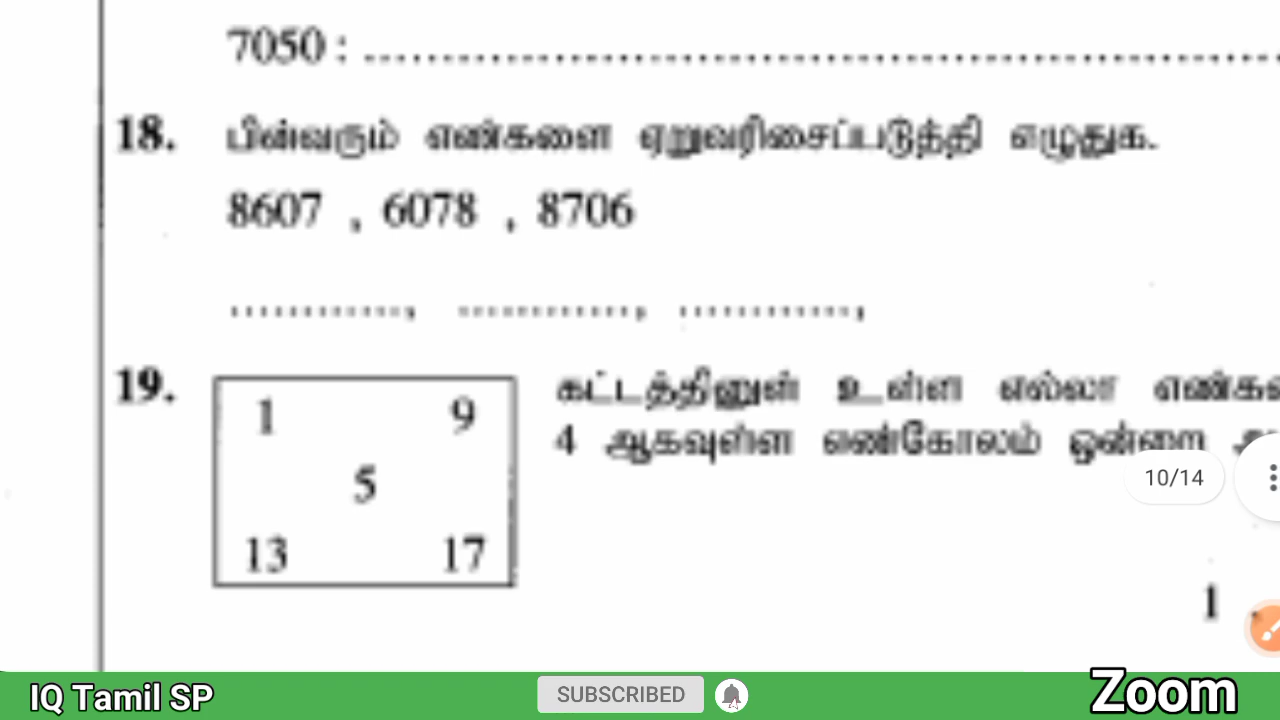 7050 : ................................................................
18. பின்வரும் எண்களை ஏறுவரிசைப்படுத்தி எழுதுக.
8607 , 6078 , 8706
............, ............, ............,
19. கட்டத்தினுள் உள்ள எல்லா
4 ஆகவுள்ள எண்கோலம் ஒன்றை
1 9
5
13 17
10/14
1
IQ Tamil SP
SUBSCRIBED
Zoom